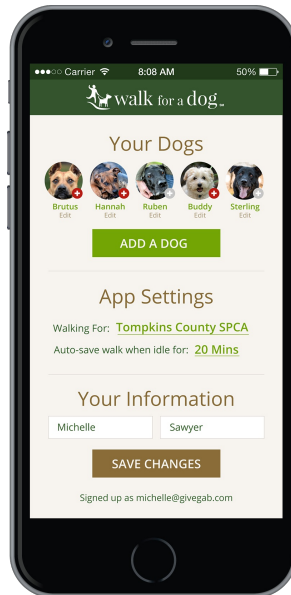 Carrier 8:08 AM 50%
walk for a dog
Your Dogs
Brutus Hannah Ruben Buddy Sterling
Edit Edit Edit Edit Edit
ADD A DOG
App Settings
Walking For: Tompkins County SPCA
Auto-save walk when idle for: 20 Mins
Your Information
Michelle Sawyer
SAVE CHANGES
Signed up as michelle@givegab.com